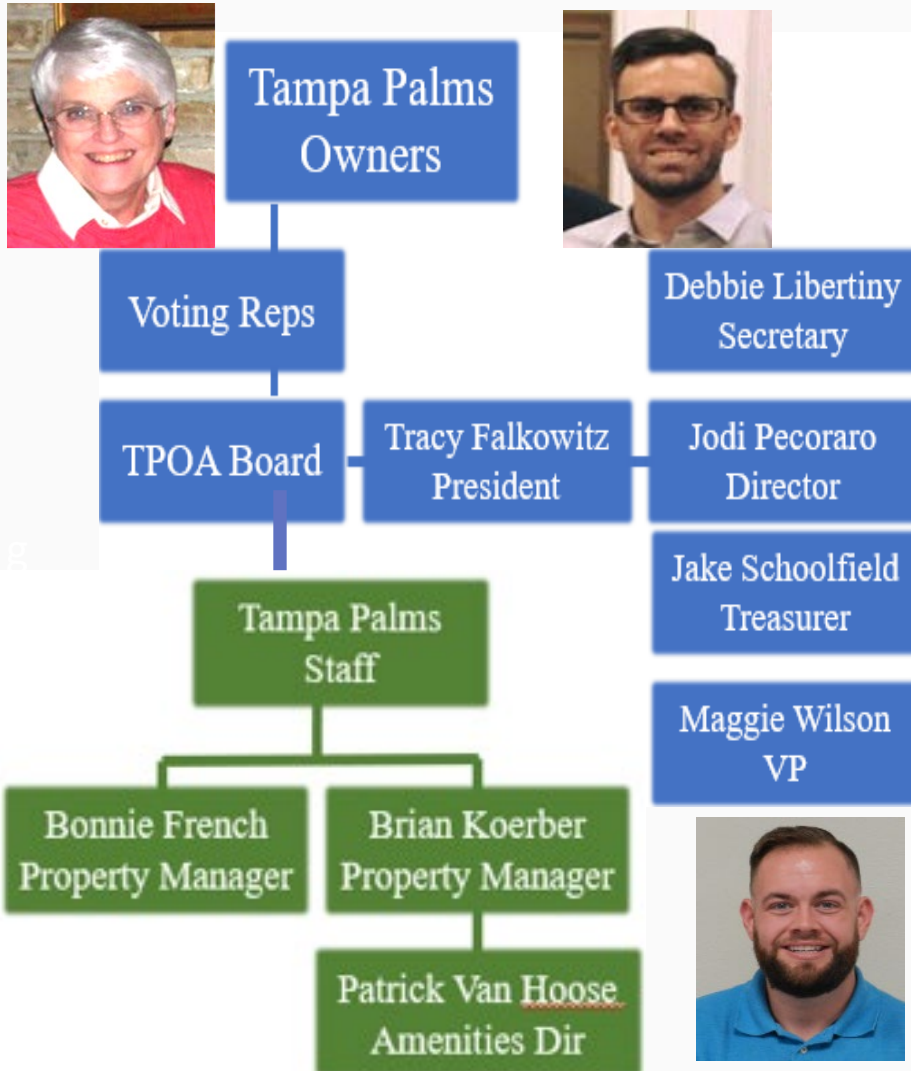 Tampa Palms
Owners
Voting Reps
Debbie Libertiny
Secretary
TPOA Board
Tracy Falkowitz
President
Jodi Pecoraro
Director
Jake Schoolfield
Treasurer
Tampa Palms
Staff
Maggie Wilson
VP
Bonnie French
Property Manager
Brian Koerber
Property Manager
Patrick Van Hoose
Amenities Dir